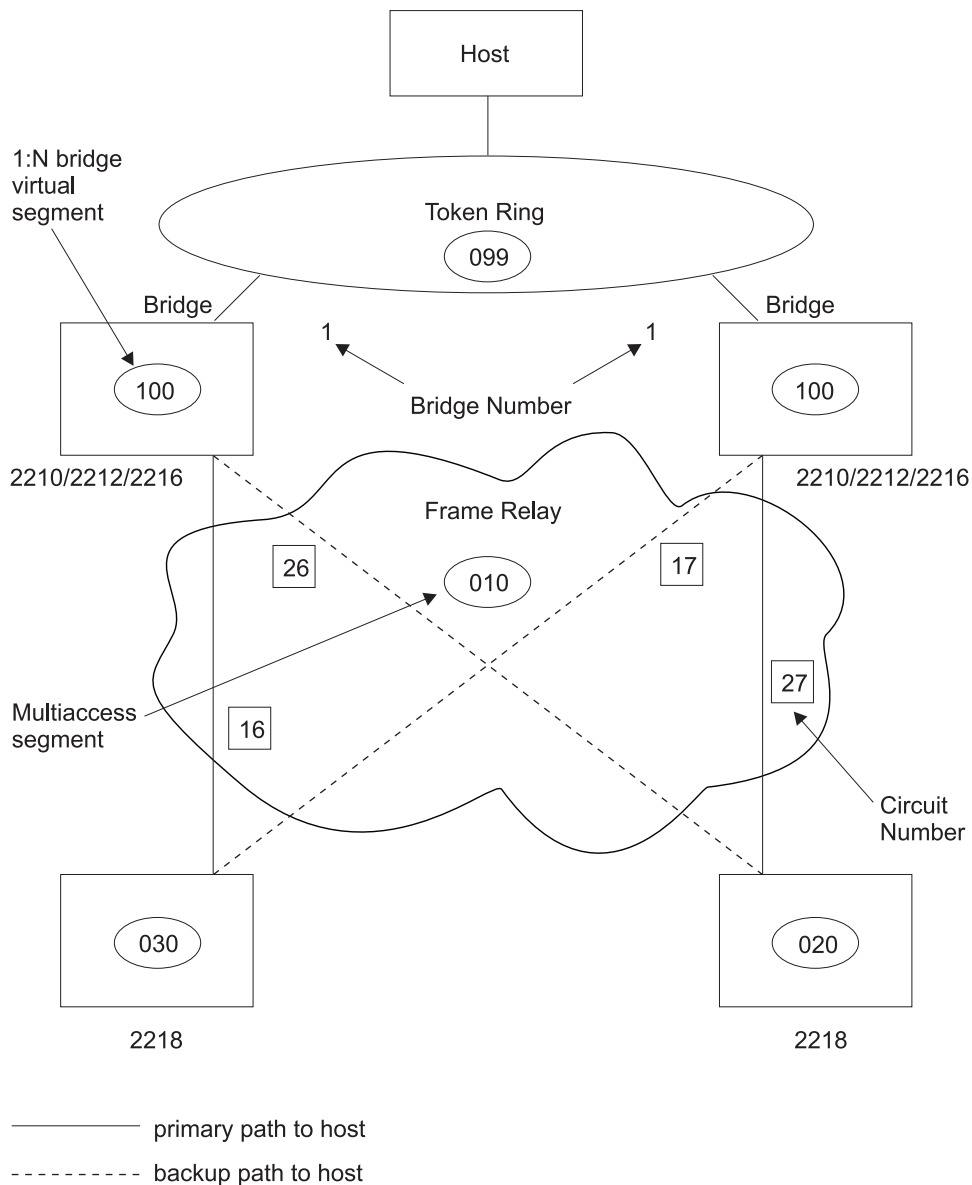 Host
1:N bridge
virtual
segment
Token Ring
099
Bridge
Bridge
1
1
100
100
Bridge Number
2210/2212/2216
2210/2212/2216
Frame Relay
26
010
17
27
Multiaccess
segment
16
Circuit
Number
030
020
2218
2218
primary path to host
backup path to host